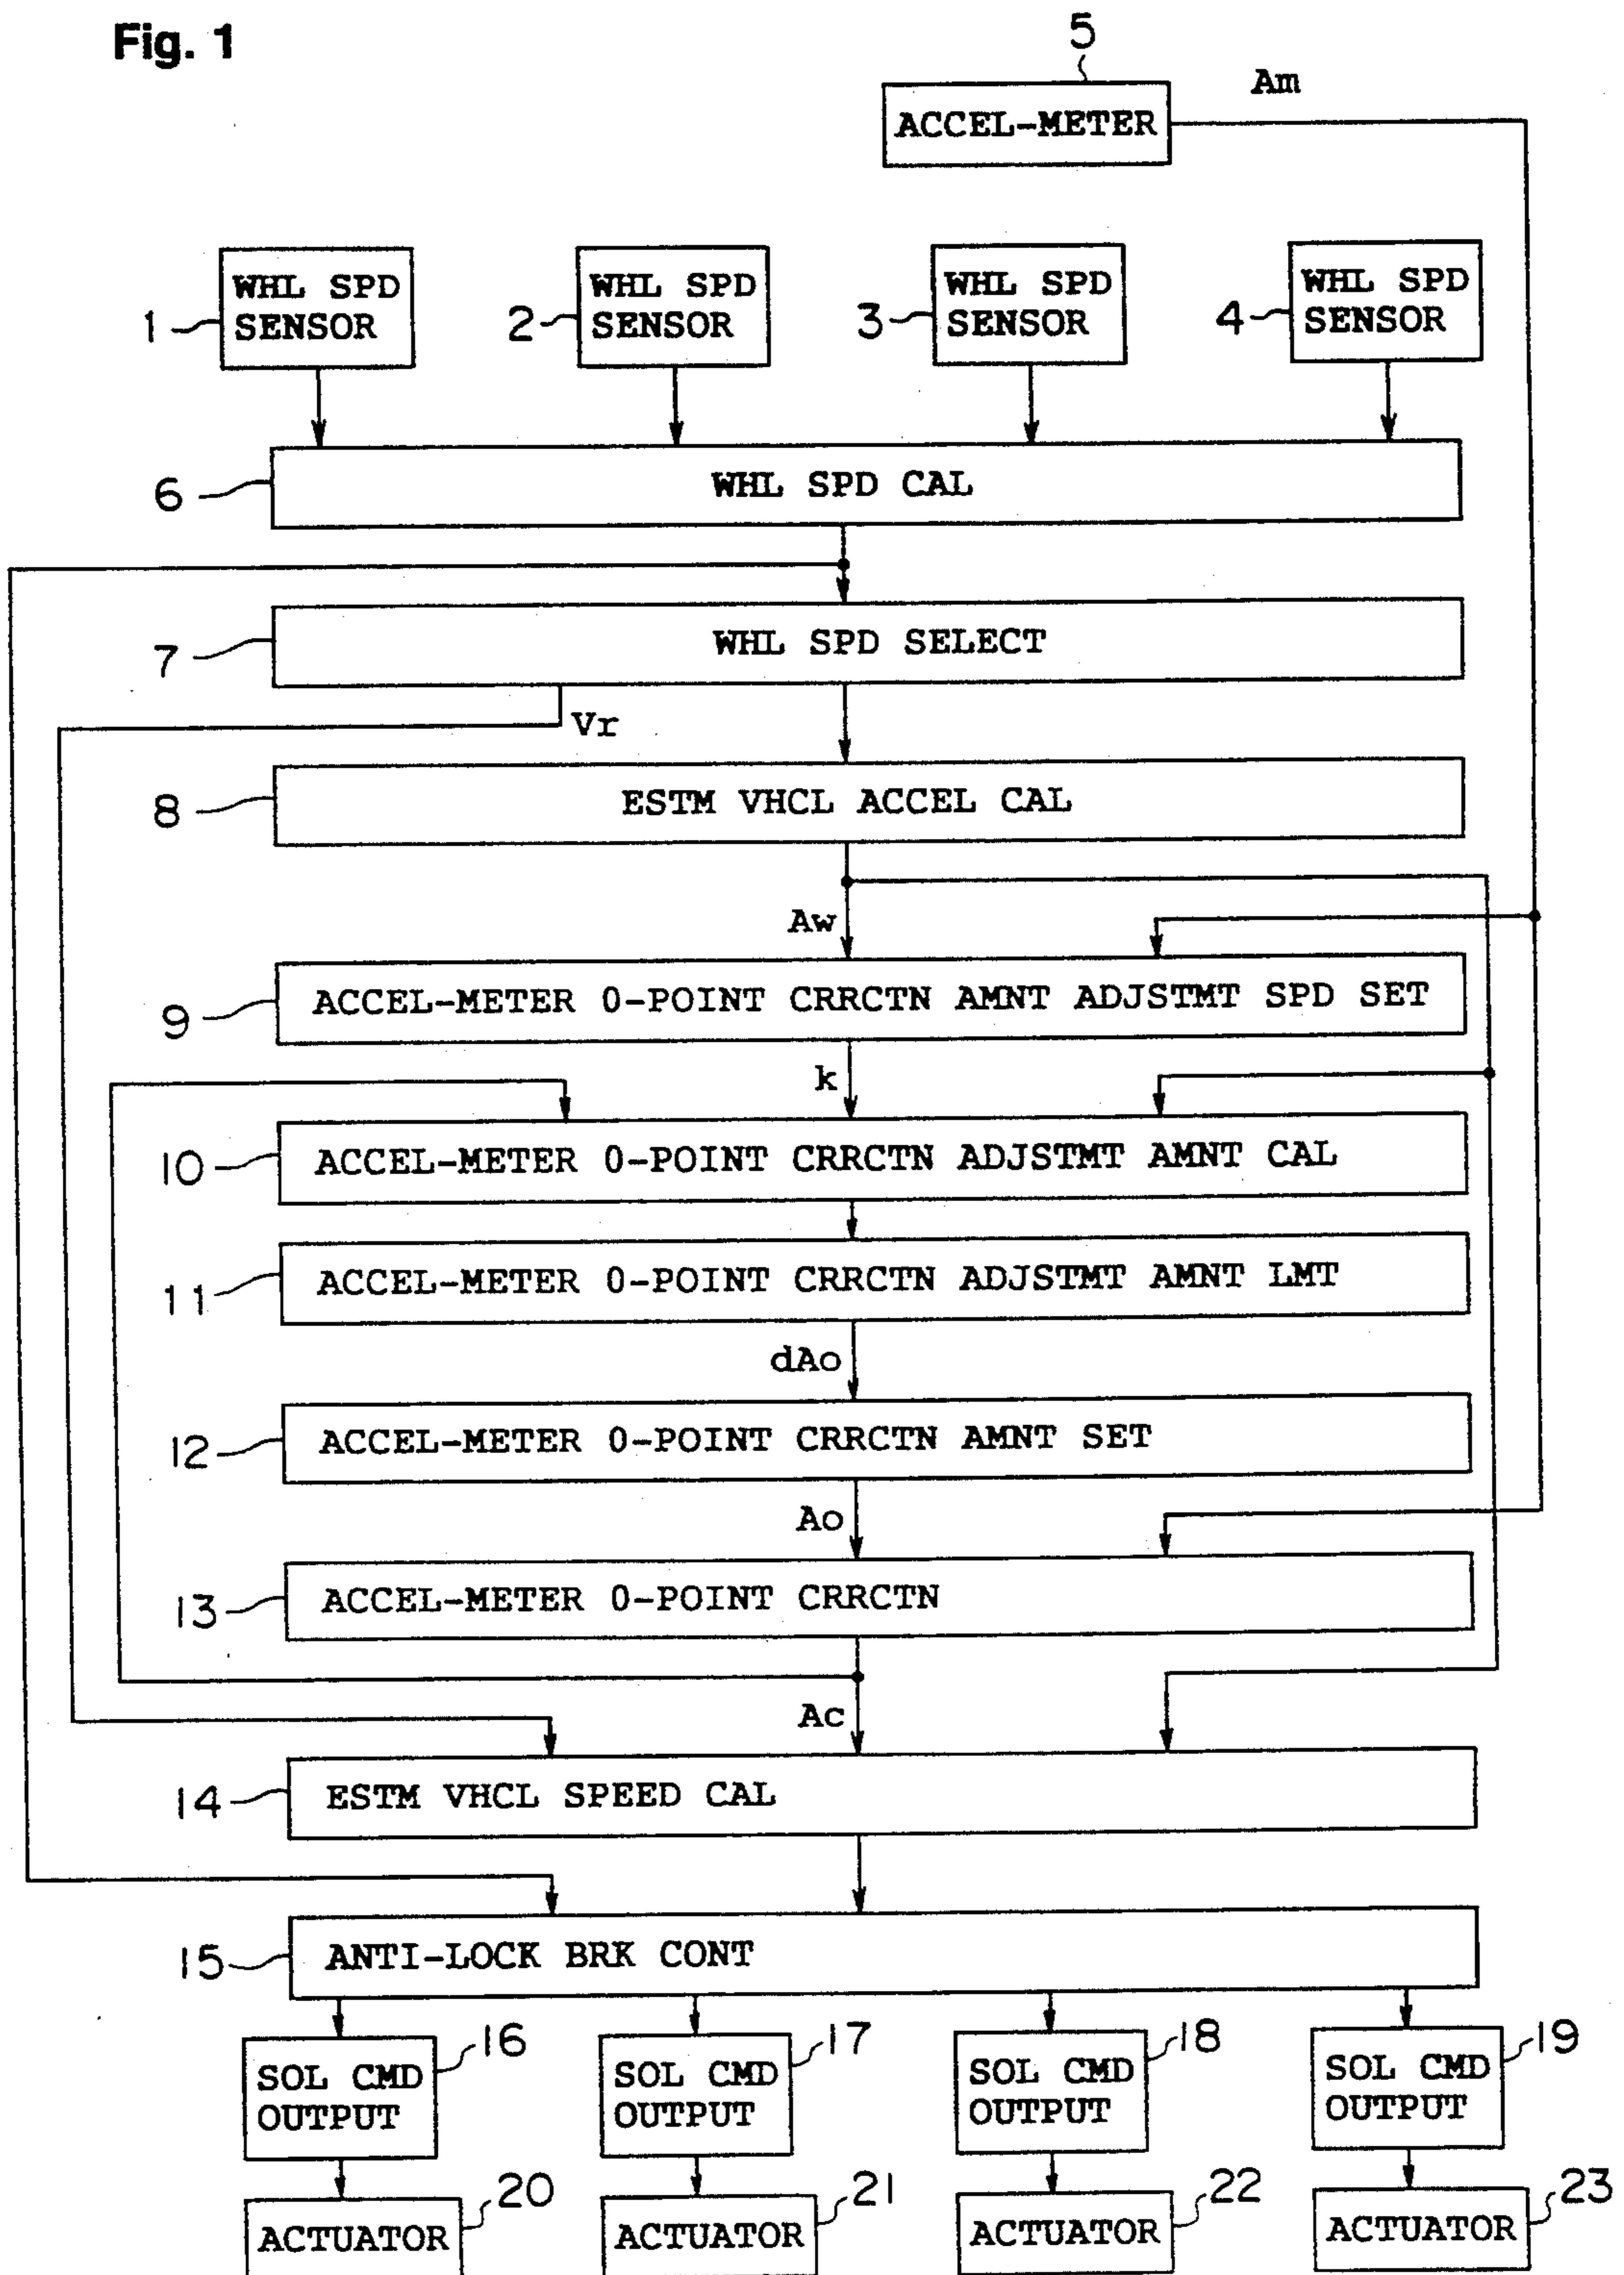 Fig. 1
5
Am
ACCEL-METER
WHL SPD
SENSOR
1
WHL SPD
SENSOR
2
WHL SPD
SENSOR
3
WHL SPD
SENSOR
4
WHL SPD CAL
6
WHL SPD SELECT
7
Vr
ESTM VHCL ACCEL CAL
8
Aw
ACCEL-METER 0-POINT CRRCTN AMNT ADJSTMT SPD SET
9
k
ACCEL-METER 0-POINT CRRCTN ADJSTMT AMNT CAL
10
ACCEL-METER 0-POINT CRRCTN ADJSTMT AMNT LMT
11
dAo
ACCEL-METER 0-POINT CRRCTN AMNT SET
12
Ao
ACCEL-METER 0-POINT CRRCTN
13
Ac
ESTM VHCL SPEED CAL
14
ANTI-LOCK BRK CONT
15
SOL CMD
OUTPUT
16
SOL CMD
OUTPUT
17
SOL CMD
OUTPUT
18
SOL CMD
OUTPUT
19
ACTUATOR
20
ACTUATOR
21
ACTUATOR
22
ACTUATOR
23